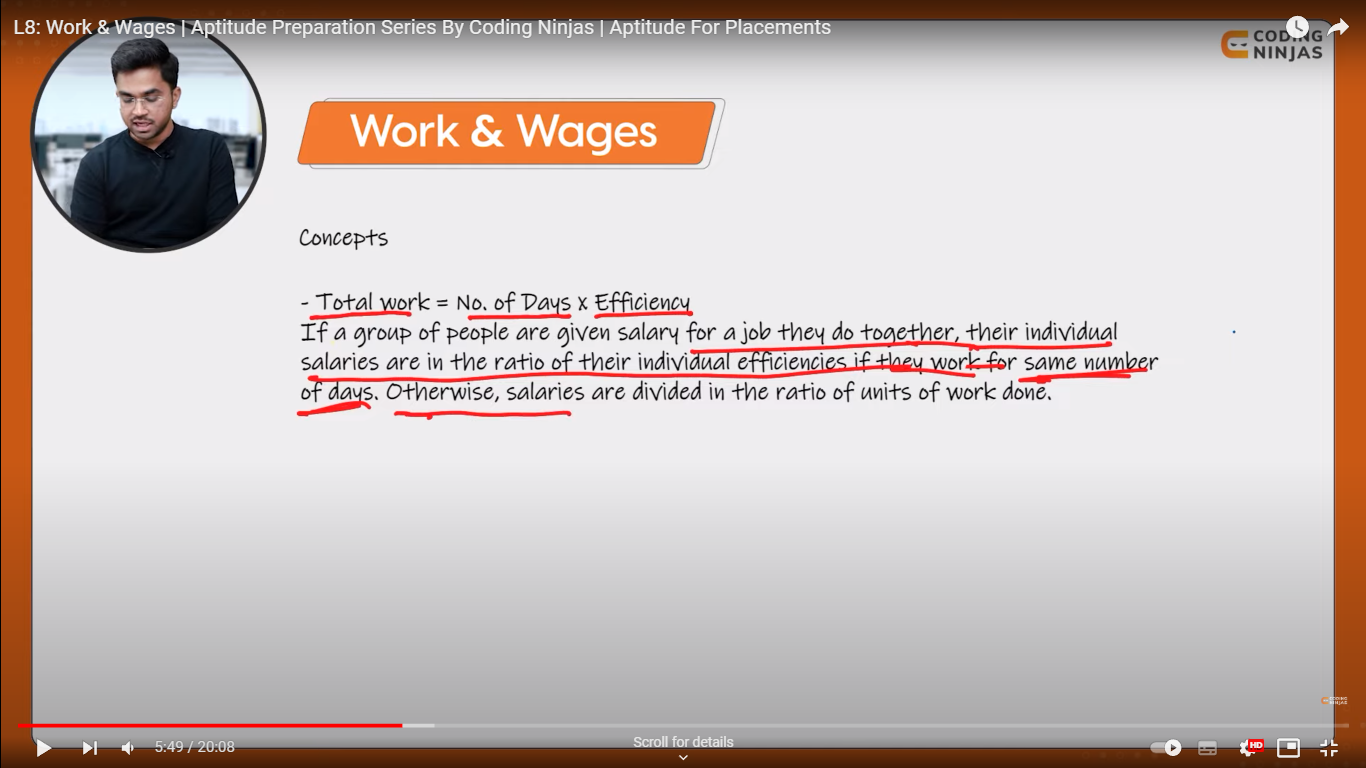 L8: Work & Wages | Aptitude Preparation Series By Coding Ninjas | Aptitude For Placements
CODING
NINJAS
Work & Wages
Concepts
- Total work = No. of Days x Efficiency
If a group of people are given salary for a job they do together, their individual
salaries are in the ratio of their individual efficiencies if they work for same number
of days. Otherwise, salaries are divided in the ratio of units of work done.
CODING
NINJAS
5:49 / 20:08
Scroll for details
HD